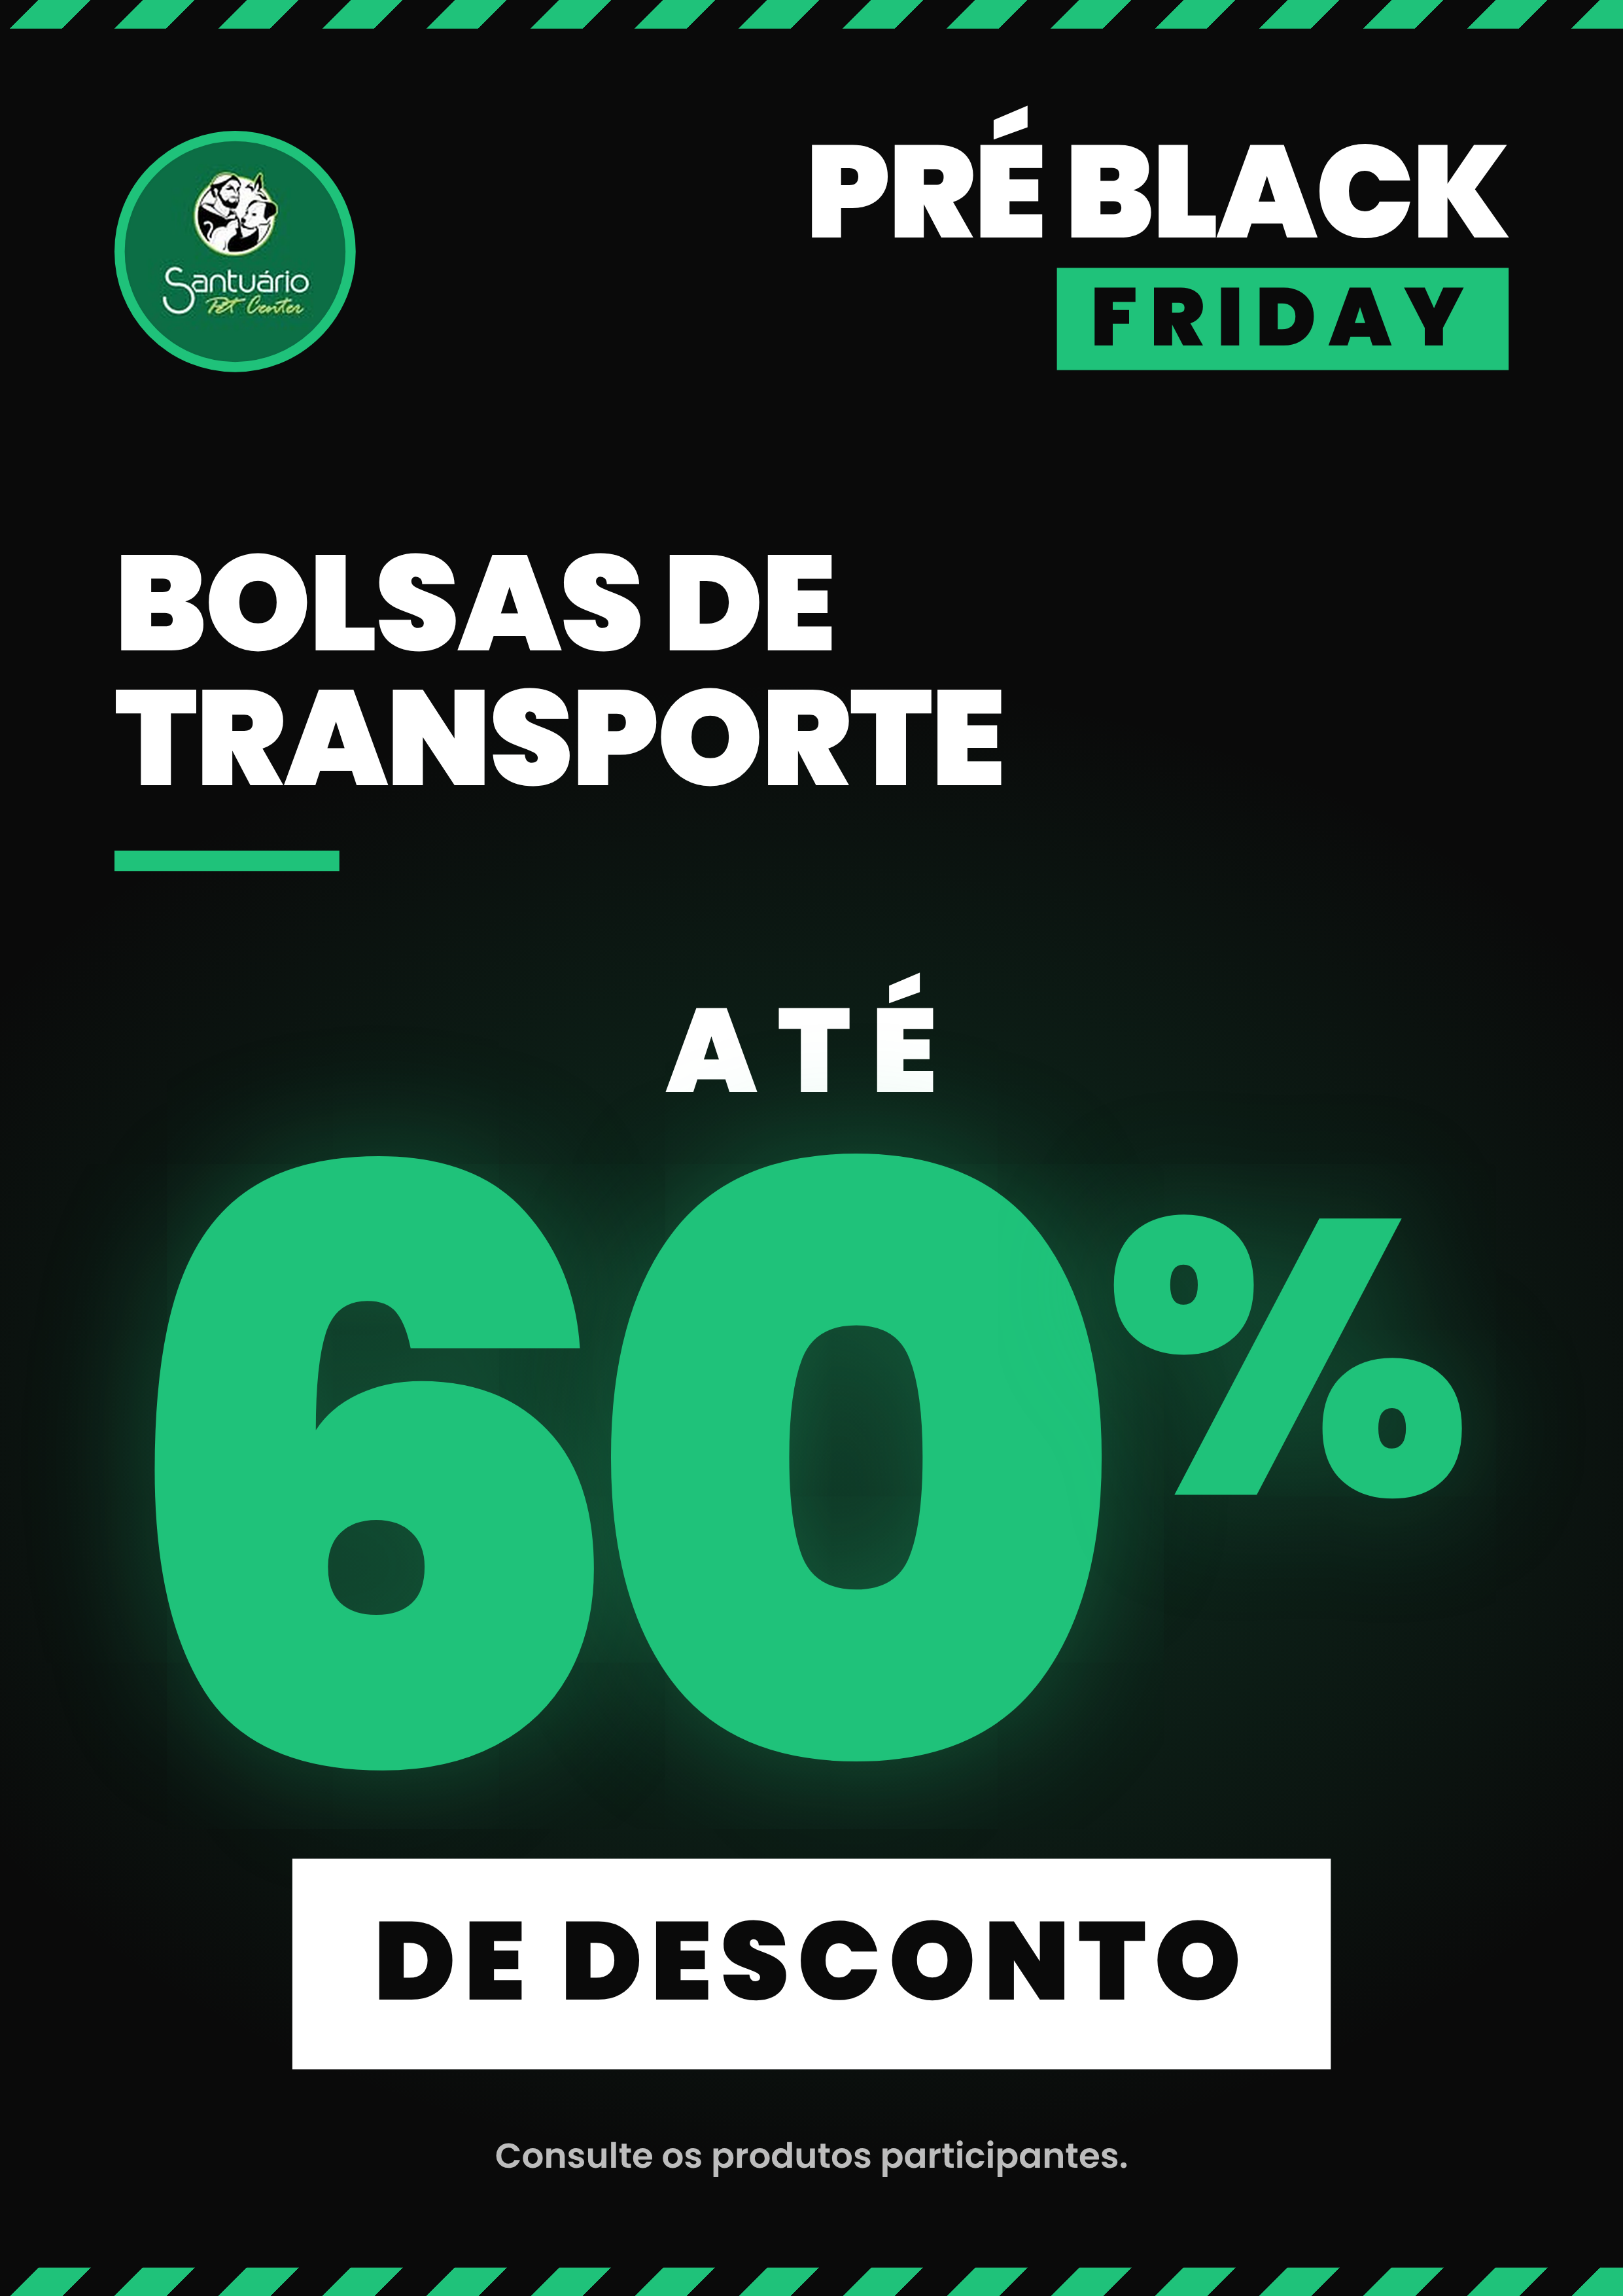 Santuário
Pet Center
PRÉ BLACK
FRIDAY
BOLSAS DE
TRANSPORTE
ATÉ
60%
DE DESCONTO
Consulte os produtos participantes.